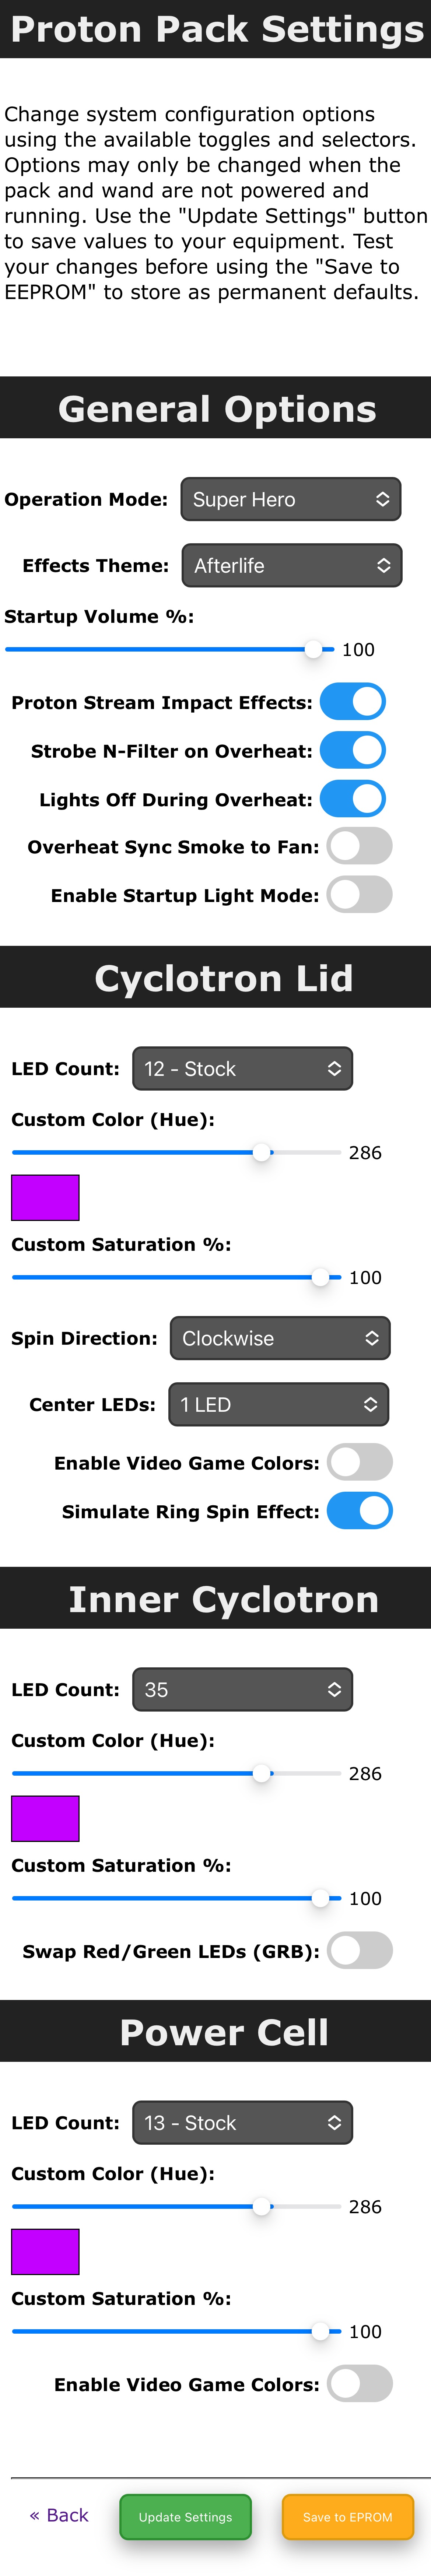 Proton Pack Settings
Change system configuration options
using the available toggles and selectors.
Options may only be changed when the
pack and wand are not powered and
running. Use the "Update Settings" button
to save values to your equipment. Test
your changes before using the "Save to
EEPROM" to store as permanent defaults.
General Options
Operation Mode: Super Hero
Effects Theme: Afterlife
Startup Volume %:
100
Proton Stream Impact Effects:
Strobe N-Filter on Overheat:
Lights Off During Overheat:
Overheat Sync Smoke to Fan:
Enable Startup Light Mode:
Cyclotron Lid
LED Count: 12 - Stock
Custom Color (Hue):
286
Custom Saturation %:
100
Spin Direction: Clockwise
Center LEDs: 1 LED
Enable Video Game Colors:
Simulate Ring Spin Effect:
Inner Cyclotron
LED Count: 35
Custom Color (Hue):
286
Custom Saturation %:
100
Swap Red/Green LEDs (GRB):
Power Cell
LED Count: 13 - Stock
Custom Color (Hue):
286
Custom Saturation %:
100
Enable Video Game Colors:
« Back Update Settings Save to EPROM